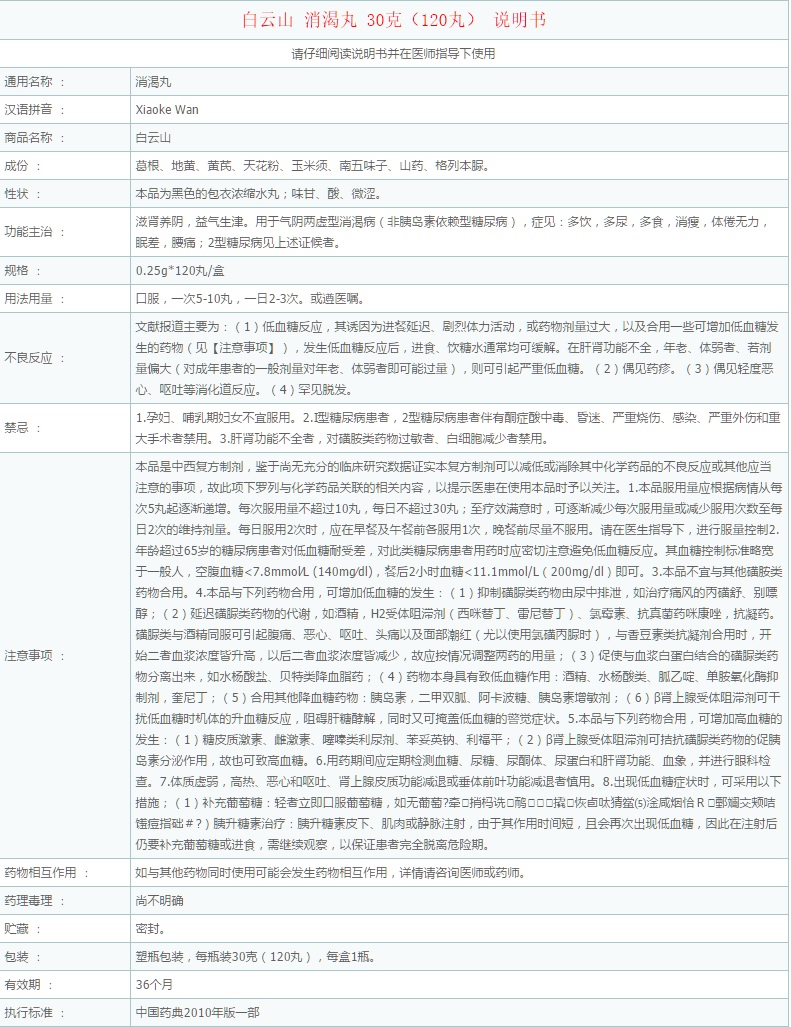 白云山 消渴丸 30克（120丸） 说明书
请仔细阅读说明书并在医师指导下使用
通用名称 ： 消渴丸
汉语拼音 ： Xiaoke Wan
商品名称 ： 白云山
成份 ： 葛根、地黄、黄芪、天花粉、玉米须、南五味子、山药、格列本脲。
性状 ： 本品为黑色的包衣浓缩水丸；味甘、酸、微涩。
功能主治 ： 滋肾养阴，益气生津。用于气阴两虚型消渴病（非胰岛素依赖型糖尿病），症见：多饮，多尿，多食，消瘦，体倦无力，
眠差，腰痛；2型糖尿病见上述证候者。
规格 ： 0.25g*120丸/盒
用法用量 ： 口服，一次5-10丸，一日2-3次。或遵医嘱。
不良反应 ： 文献报道主要为：（1）低血糖反应，其诱因为进餐延迟、剧烈体力活动，或药物剂量过大，以及合用一些可增加低血糖发
生的药物（见【注意事项】），发生低血糖反应后，进食、饮糖水通常均可缓解。在肝肾功能不全，年老、体弱者、若剂
量偏大（对成年患者的一般剂量对年老、体弱者即可能过量），则可引起严重低血糖。（2）偶见药疹。（3）偶见轻度恶
心、呕吐等消化道反应。（4）罕见脱发。
禁忌 ： 1.孕妇、哺乳期妇女不宜服用。2.I型糖尿病患者，2型糖尿病患者伴有酮症酸中毒、昏迷、严重烧伤、感染、严重外伤和重
大手术者禁用。3.肝肾功能不全者，对磺胺类药物过敏者、白细胞减少者禁用。
注意事项 ： 本品是中西复方制剂，鉴于尚无充分的临床研究数据证实本复方制剂可以减低或消除其中化学药品的不良反应或其他应当
注意的事项，故此项下罗列与化学药品关联的相关内容，以提示医患在使用本品时予以关注。1.本品服用量应根据病情从每
次5丸起逐渐递增。每次服用量不超过10丸，每日不超过30丸；至疗效满意时，可逐渐减少每次服用量或减少服用次数至每
日2次的维持剂量。每日服用2次时，应在早餐及午餐前各服用1次，晚餐前尽量不服用。请在医生指导下，进行服量控制2.
年龄超过65岁的糖尿病患者对低血糖耐受差，对此类糖尿病患者用药时应密切注意避免低血糖反应。其血糖控制标准略宽
于一般人，空腹血糖<7.8mmol/L (140mg/dl)，餐后2小时血糖<11.1mmol/L（200mg/dl）即可。3.本品不宜与其他磺胺类
药物合用。4.本品与下列药物合用，可增加低血糖的发生：（1）抑制磺脲类药物由尿中排泄，如治疗痛风的丙磺舒、别嘌
醇；（2）延迟磺脲类药物的代谢，如酒精，H2受体阻滞剂（西咪替丁、雷尼替丁）、氯霉素、抗真菌药咪康唑，抗凝药。
磺脲类与酒精同服可引起腹痛、恶心、呕吐、头痛以及面部潮红（尤以使用氯磺丙脲时），与香豆素类抗凝剂合用时，开
始二者血浆浓度皆升高，以后二者血浆浓度皆减少，故应按情况调整两药的用量；（3）促使与血浆白蛋白结合的磺脲类药
物分离出来，如水杨酸盐、贝特类降血脂药；（4）药物本身具有致低血糖作用：酒精、水杨酸类、胍乙啶、单胺氧化酶抑
制剂，奎尼丁；（5）合用其他降血糖药物：胰岛素，二甲双胍、阿卡波糖、胰岛素增敏剂；（6）β肾上腺受体阻滞剂可干
扰低血糖时机体的升血糖反应，阻碍肝糖酵解，同时又可掩盖低血糖的警觉症状。5.本品与下列药物合用，可增加高血糖的
发生：（1）糖皮质激素、雌激素、噻嗪类利尿剂、苯妥英钠、利福平；（2）β肾上腺受体阻滞剂可拮抗磺脲类药物的促胰
岛素分泌作用，故也可致高血糖。6.用药期间应定期检测血糖、尿糖、尿酮体、尿蛋白和肝肾功能、血象，并进行眼科检
查。7.体质虚弱，高热、恶心和呕吐、肾上腺皮质功能减退或垂体前叶功能减退者慎用。8.出现低血糖症状时，可采用以下
措施；（1）补充葡萄糖：轻者立即口服葡萄糖，如无葡萄?
胰升糖素治疗：胰升糖素皮下、肌肉或静脉注射，由于其作用时间短，且会再次出现低血糖，因此在注射后
仍要补充葡萄糖或进食，需继续观察，以保证患者完全脱离危险期。
药物相互作用 ： 如与其他药物同时使用可能会发生药物相互作用，详情请咨询医师或药师。
药理毒理 ： 尚不明确
贮藏 ： 密封。
包装 ： 塑瓶包装，每瓶装30克（120丸），每盒1瓶。
有效期 ： 36个月
执行标准 ： 中国药典2010年版一部